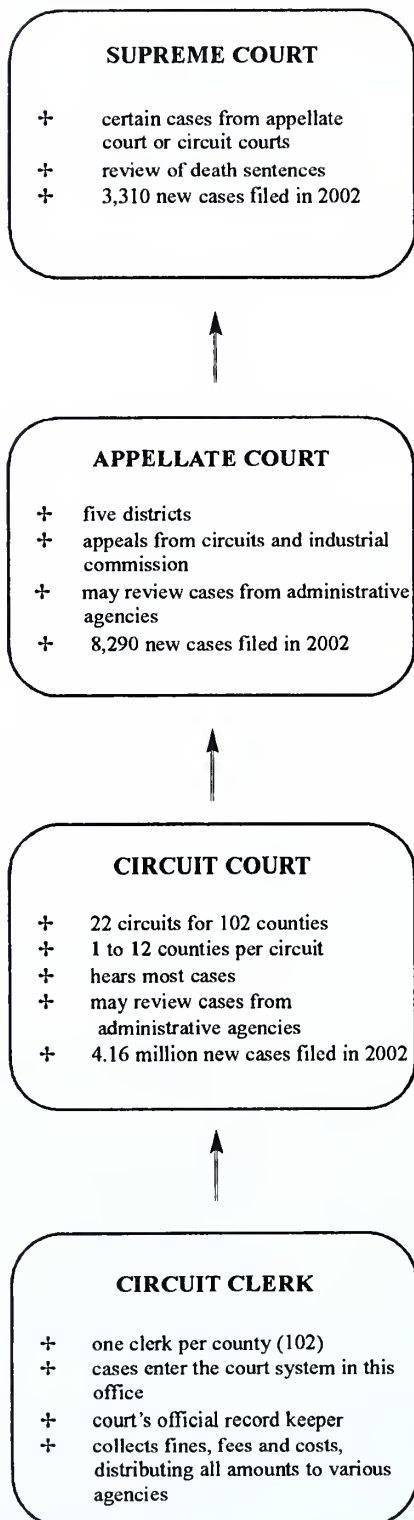 SUPREME COURT
✢ certain cases from appellate
court or circuit courts
✢ review of death sentences
✢ 3,310 new cases filed in 2002
APPELLATE COURT
✢ five districts
✢ appeals from circuits and industrial
commission
✢ may review cases from administrative
agencies
✢ 8,290 new cases filed in 2002
CIRCUIT COURT
✢ 22 circuits for 102 counties
✢ 1 to 12 counties per circuit
✢ hears most cases
✢ may review cases from
administrative agencies
✢ 4.16 million new cases filed in 2002
CIRCUIT CLERK
✢ one clerk per county (102)
✢ cases enter the court system in this
office
✢ court's official record keeper
✢ collects fines, fees and costs,
distributing all amounts to various
agencies